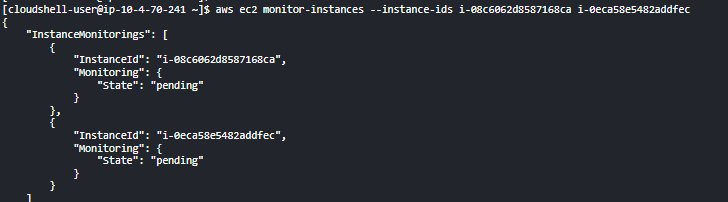 [cloudshell-user@ip-10-4-70-241 ~]$ aws ec2 monitor-instances --instance-ids i-08c6062d8587168ca i-0eca58e5482addfec
{
    "InstanceMonitorings": [
        {
            "InstanceId": "i-08c6062d8587168ca",
            "Monitoring": {
                "State": "pending"
            }
        },
        {
            "InstanceId": "i-0eca58e5482addfec",
            "Monitoring": {
                "State": "pending"
            }
        }
    ]